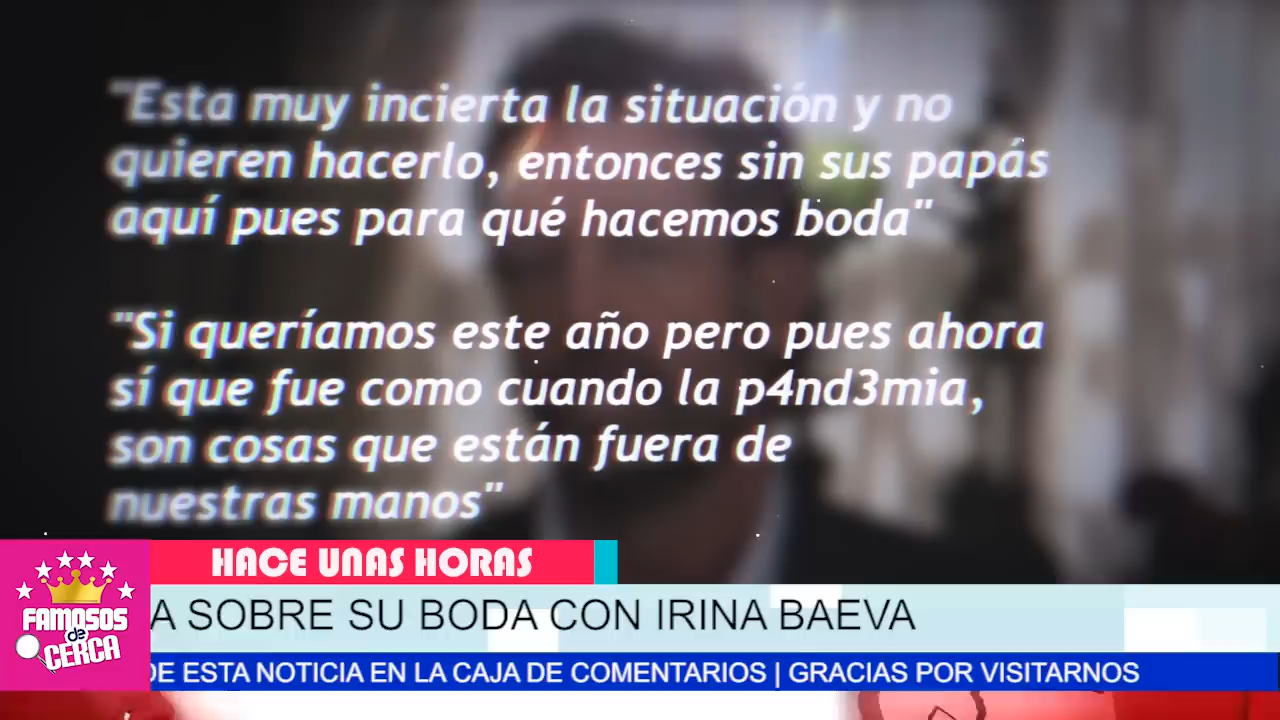 "Esta muy incierta la situación y no
quieren hacerlo, entonces sin sus papás
aquí pues para qué hacemos boda"
"Si queríamos este año pero pues ahora
sí que fue como cuando la p4nd3mia,
son cosas que están fuera de
nuestras manos"
HACE UNAS HORAS
FAMOSOS
de
CERCA
A SOBRE SU BODA CON IRINA BAEVA
DE ESTA NOTICIA EN LA CAJA DE COMENTARIOS | GRACIAS POR VISITARNOS